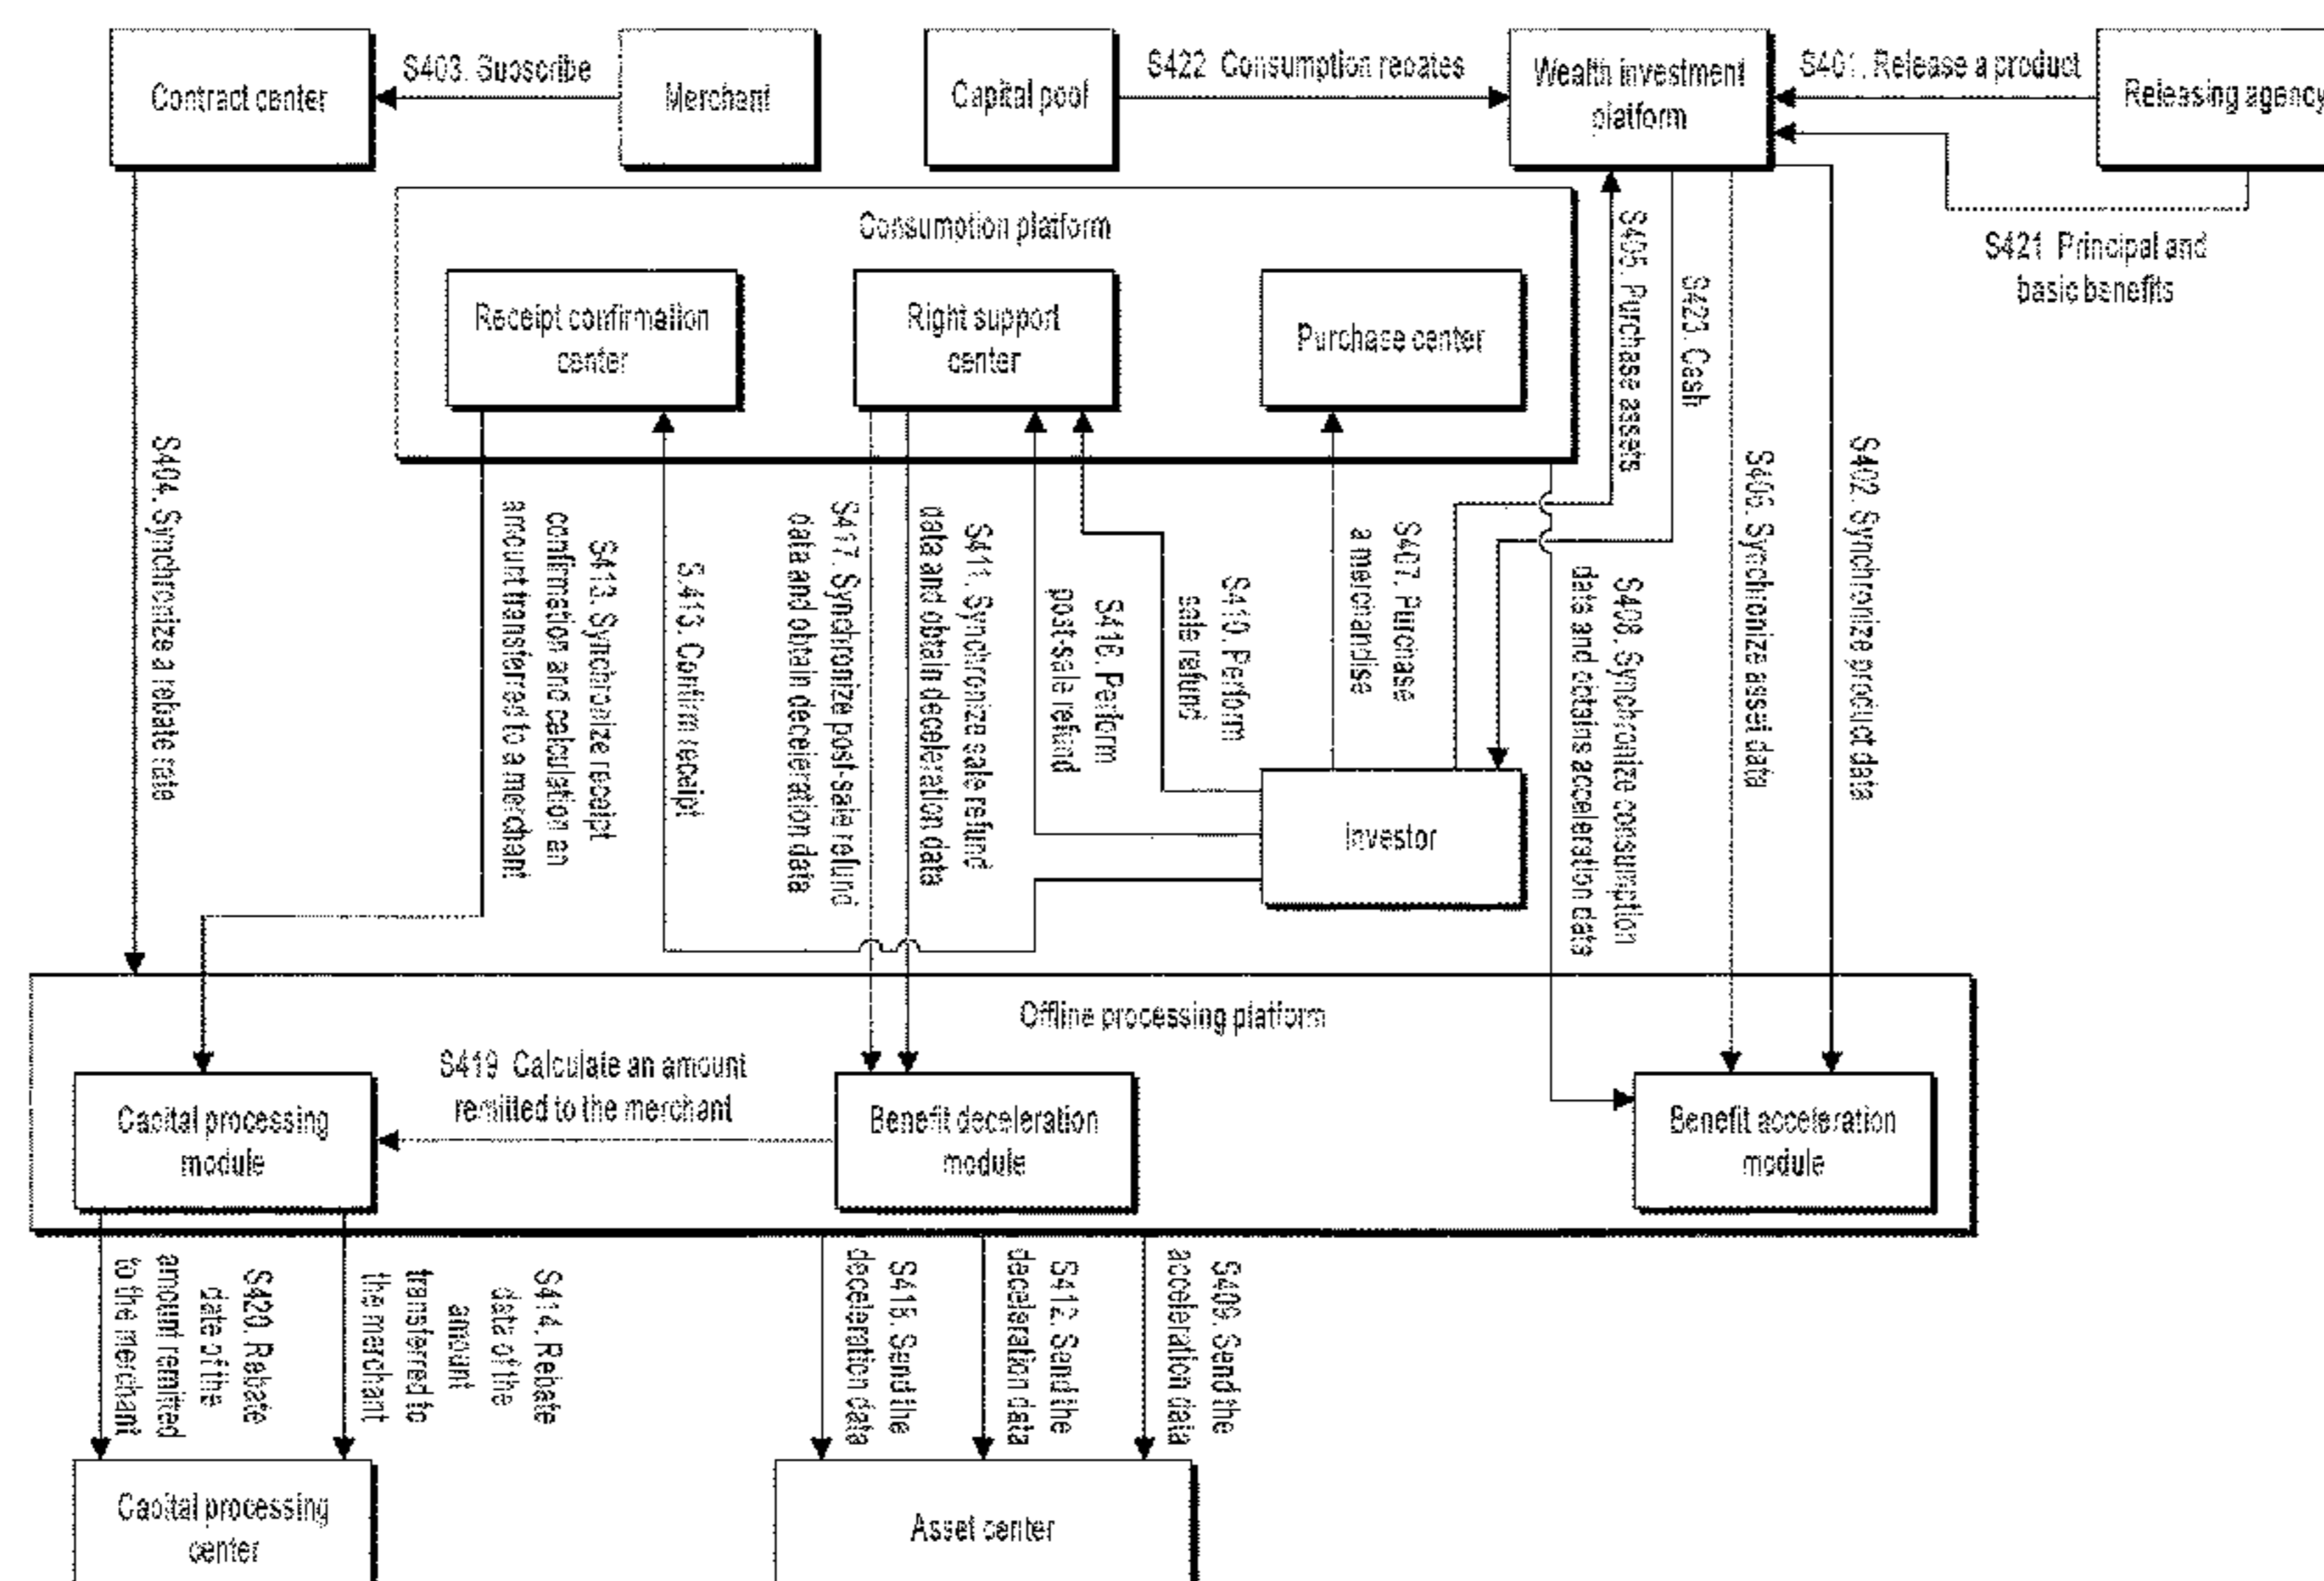 Contract center
S403. Subscribe
Merchant
Capital pool
S422 Consumption rebates
Wealth investment
platform
S401. Release a product
Releasing agency
S421 Principal and
basic benefits
Consumption platform
Receipt confirmation
center
Right support
center
Purchase center
S405. Purchase assets
S423. Cash
S404. Synchronize a rebate rate
S413. Synchronize receipt
confirmation and calculation an
amount transferred to a merchant
Confirm receipt
S417. Synchronize post-sale refund
data and obtain deceleration data
S411. Synchronize sale refund
data and obtain deceleration data
S416. Perform
post-sale refund
S410. Perform
sale refund
S407. Purchase
a merchandise
S408. Synchronize consumption
data and obtains acceleration data
S406. Synchronize asset data
S402. Synchronize product data
Investor
Offline processing platform
Capital processing
module
S419 Calculate an amount
remitted to the merchant
Benefit deceleration
module
Benefit acceleration
module
S420. Rebate
date of the
amount remitted
to the merchant
S414. Rebate
data of the
amount
transferred to
the merchant
S418. Send the
deceleration data
S412. Send the
deceleration data
S409. Send the
acceleration data
Capital processing
center
Asset center